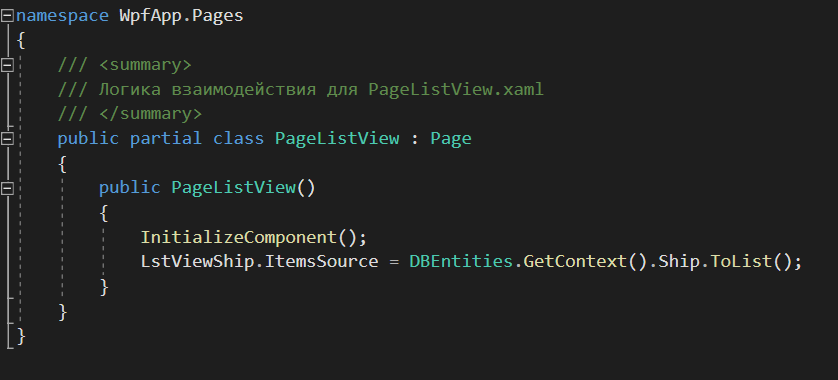 namespace WpfApp.Pages
{
/// <summary>
/// Логика взаимодействия для PageListView.xaml
/// </summary>
public partial class PageListView : Page
{
public PageListView()
{
InitializeComponent();
LstViewShip.ItemsSource = DBEntities.GetContext().Ship.ToList();
}
}
}